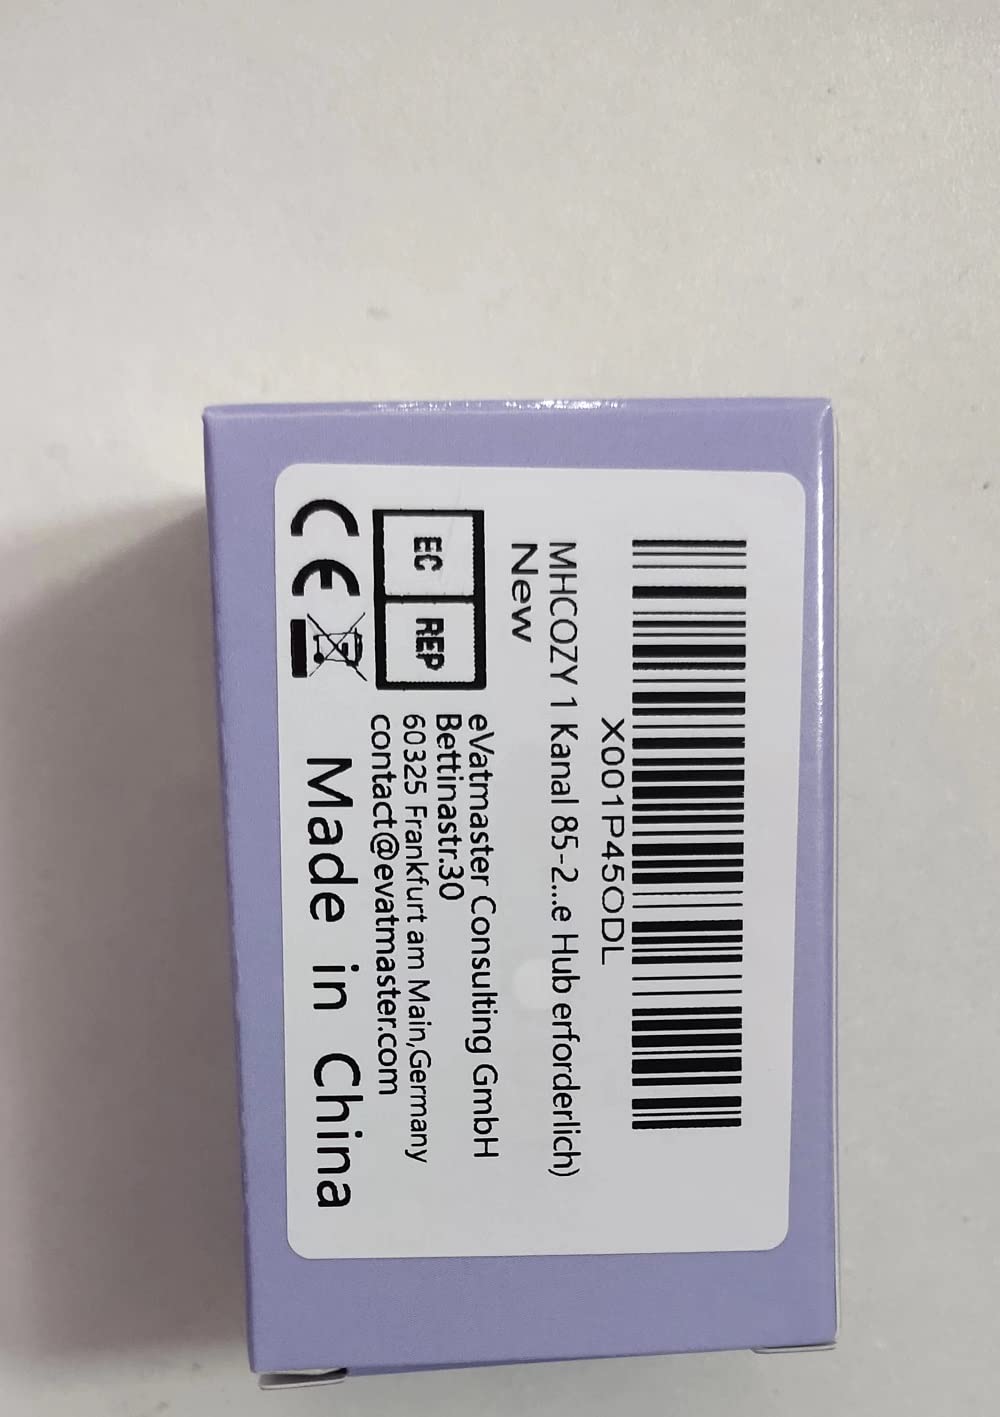 X001P45ODL
MHCOZY 1 Kanal 85-2...e Hub erforderlich)
New
EC REP
eVatmaster Consulting GmbH
Bettinastr.30
60325 Frankfurt am Main,Germany
contact@evatmaster.com
CE
Made in China